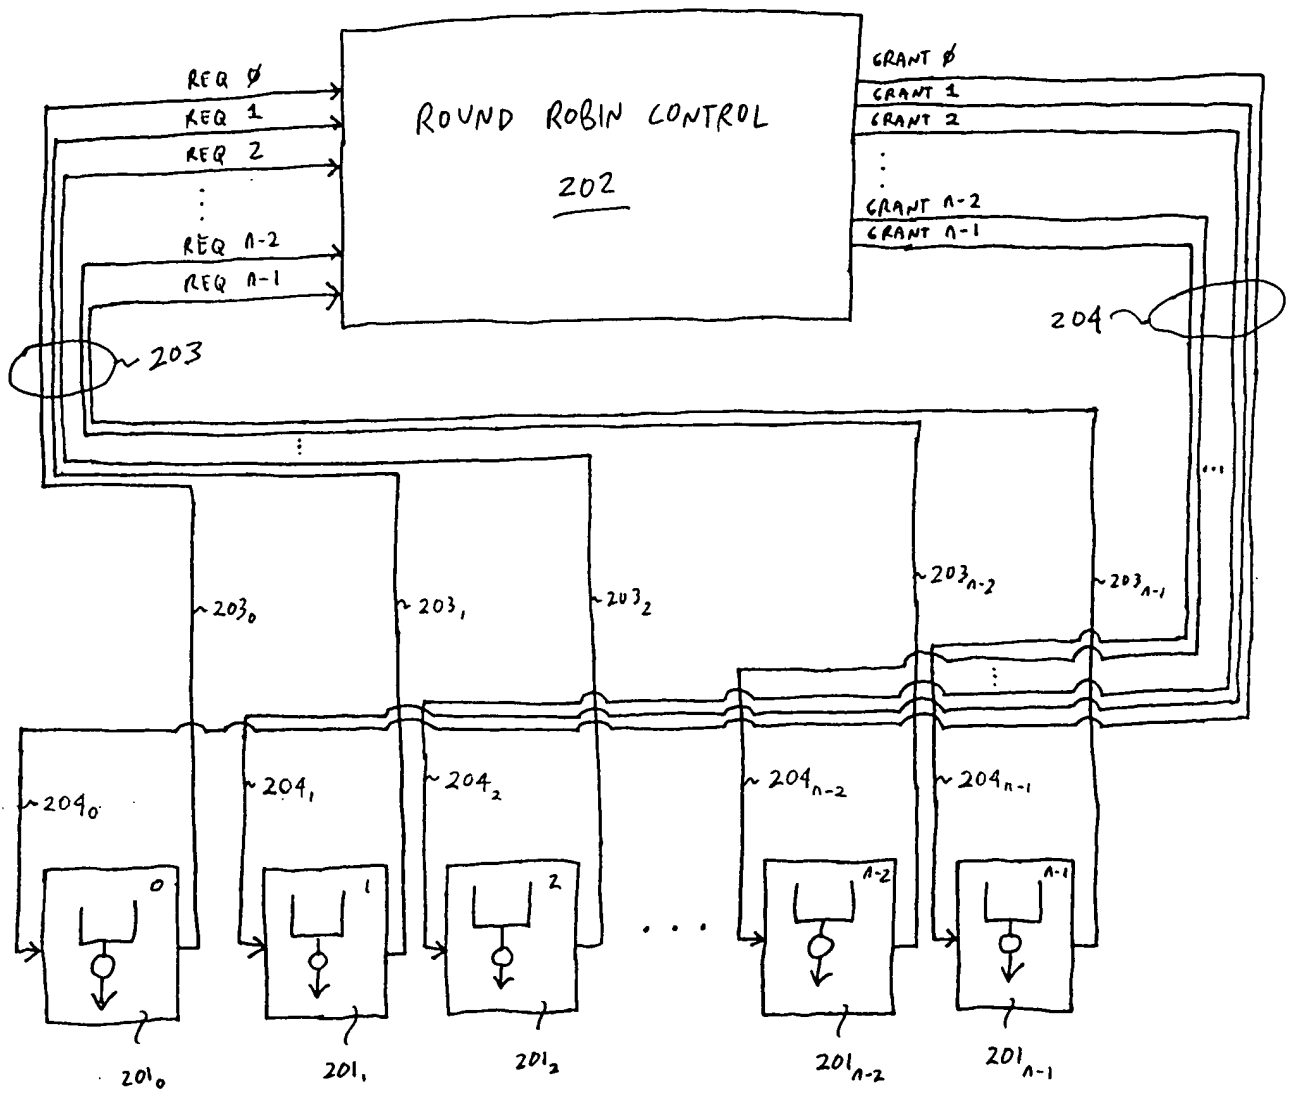 REQ 0
REQ 1
REQ 2
REQ n-2
REQ n-1
ROUND ROBIN CONTROL
202
GRANT 0
GRANT 1
GRANT 2
GRANT n-2
GRANT n-1
203
204
203₀
203₁
203₂
203ₙ₋₂
203ₙ₋₁
204₀
204₁
204₂
204ₙ₋₂
204ₙ₋₁
0
1
2
n-2
n-1
201₀
201₁
201₂
201ₙ₋₂
201ₙ₋₁